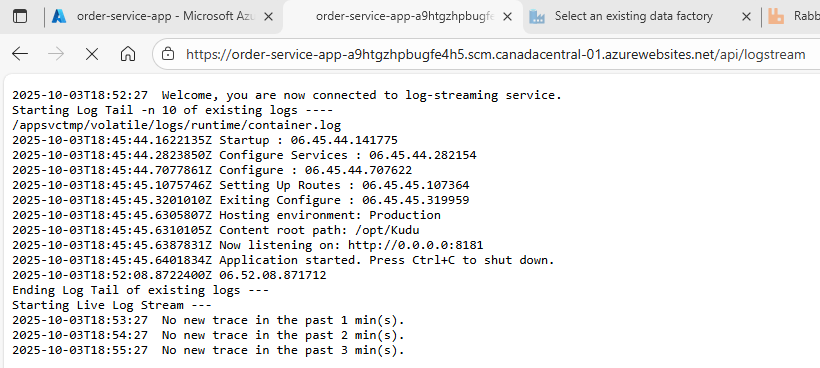 order-service-app - Microsoft Az
order-service-app-a9htgzhpbugfe
Select an existing data factory
Rabb
https://order-service-app-a9htgzhpbugfe4h5.scm.canadacentral-01.azurewebsites.net/api/logstream
2025-10-03T18:52:27  Welcome, you are now connected to log-streaming service.
Starting Log Tail -n 10 of existing logs ----
/appsvctmp/volatile/logs/runtime/container.log
2025-10-03T18:45:44.1622135Z Startup : 06.45.44.141775
2025-10-03T18:45:44.2823850Z Configure Services : 06.45.44.282154
2025-10-03T18:45:44.7077861Z Configure : 06.45.44.707622
2025-10-03T18:45:45.1075746Z Setting Up Routes : 06.45.45.107364
2025-10-03T18:45:45.3201010Z Exiting Configure : 06.45.45.319959
2025-10-03T18:45:45.6305807Z Hosting environment: Production
2025-10-03T18:45:45.6310105Z Content root path: /opt/Kudu
2025-10-03T18:45:45.6387831Z Now listening on: http://0.0.0.0:8181
2025-10-03T18:45:45.6401834Z Application started. Press Ctrl+C to shut down.
2025-10-03T18:52:08.8722400Z 06.52.08.871712
Ending Log Tail of existing logs ---
Starting Live Log Stream ---
2025-10-03T18:53:27  No new trace in the past 1 min(s).
2025-10-03T18:54:27  No new trace in the past 2 min(s).
2025-10-03T18:55:27  No new trace in the past 3 min(s).